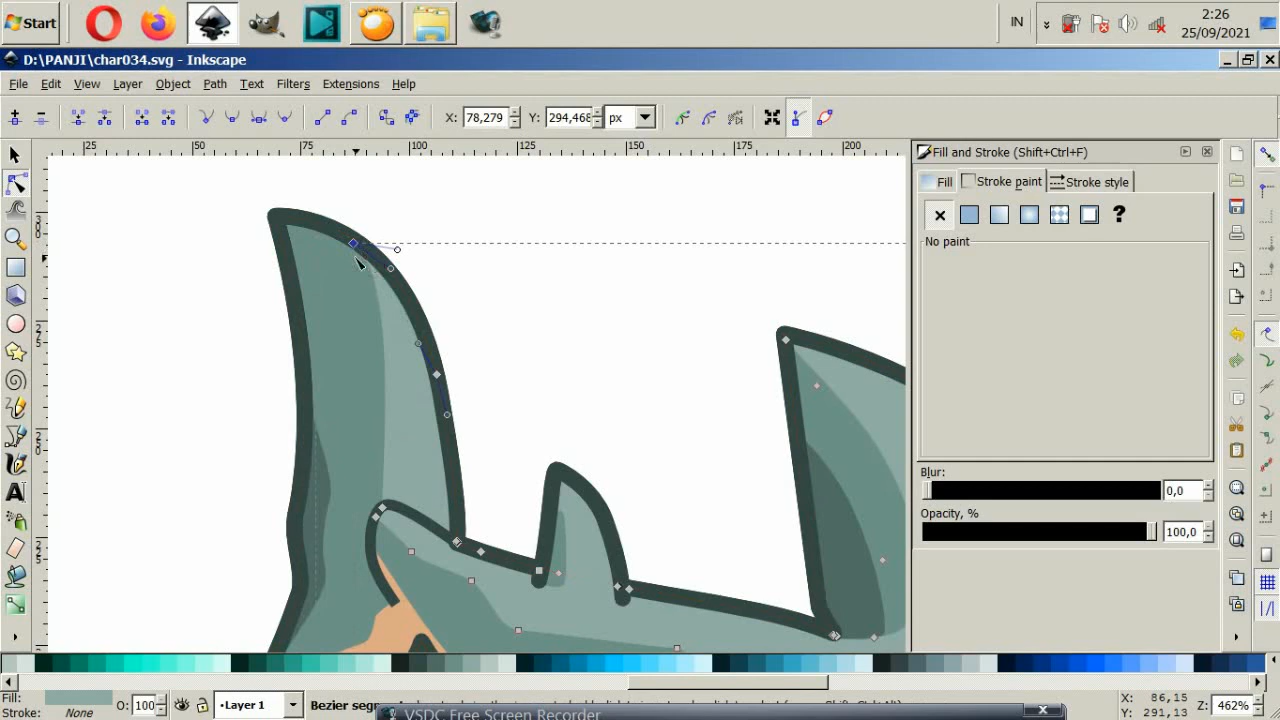 Start
IN
2:26
25/09/2021
D:\PANJI\char034.svg - Inkscape
File Edit View Layer Object Path Text Filters Extensions Help
X: 78,279 Y: 294,468 px
25 50 75 100 125 150 175 200
Fill and Stroke (Shift+Ctrl+F)
Fill Stroke paint Stroke style
?
No paint
Blur:
0,0
Opacity, %
100,0
Fill:
Stroke: None
O: 100
Layer 1
Bezier segm
X: 86,15
Y: 291,13
Z: 462%
VSDC Free Screen Recorder